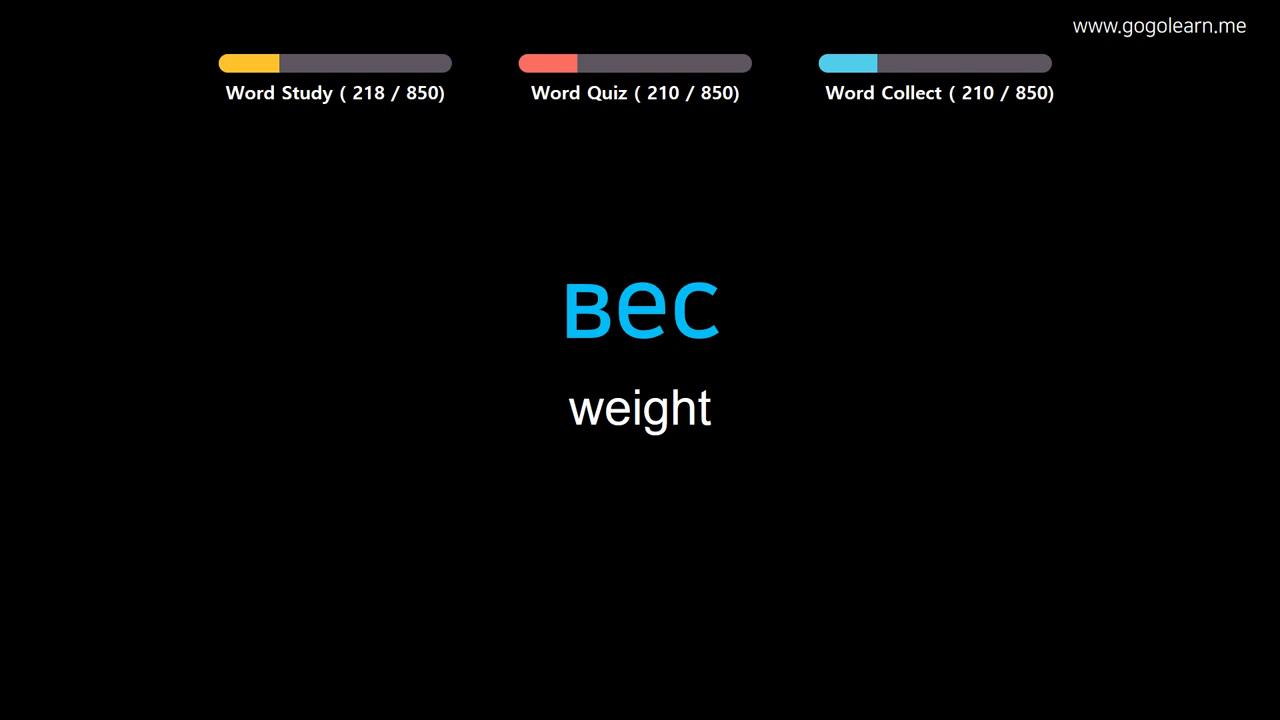 www.gogolearn.me
Word Study ( 218 / 850)
Word Quiz ( 210 / 850)
Word Collect ( 210 / 850)
вес
weight